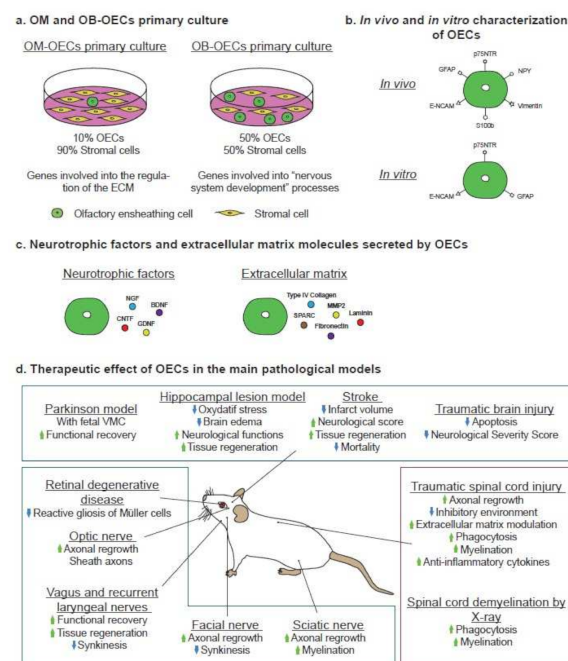 a. OM and OB-OECs primary culture
OM-OECs primary culture
10% OECs
90% Stromal cells
Genes involved into the regula-
tion of the ECM
OB-OECs primary culture
50% OECs
50% Stromal cells
Genes involved into "nervous
system development" processes
Olfactory ensheathing cell
Stromal cell
b. In vivo and in vitro characterization
of OECs
In vivo
p75NTR
GFAP
NPY
E-NCAM
Vimentin
S100b
In vitro
p75NTR
E-NCAM
GFAP
c. Neurotrophic factors and extracellular matrix molecules secreted by OECs
Neurotrophic factors
NGF
BDNF
CNTF
GDNF
Extracellular matrix
Type IV Collagen
MMP2
SPARC
Laminin
Fibronectin
d. Therapeutic effect of OECs in the main pathological models
Parkinson model
With fetal VMC
Functional recovery
Hippocampal lesion model
Oxydatif stress
Brain edema
Neurological functions
Tissue regeneration
Stroke
Infarct volume
Neurological score
Tissue regeneration
Mortality
Traumatic brain injury
Apoptosis
Neurological Severity Score
Retinal degenerative
disease
Reactive gliosis of Müller cells
Optic nerve
Axonal regrowth
Sheath axons
Vagus and recurrent
laryngeal nerves
Functional recovery
Tissue regeneration
Synkinesis
Facial nerve
Axonal regrowth
Synkinesis
Sciatic nerve
Axonal regrowth
Myelination
Traumatic spinal cord injury
Axonal regrowth
Inhibitory environment
Extracellular matrix modulation
Phagocytosis
Myelination
Anti-inflammatory cytokines
Spinal cord demyelination by
X-ray
Phagocytosis
Myelination